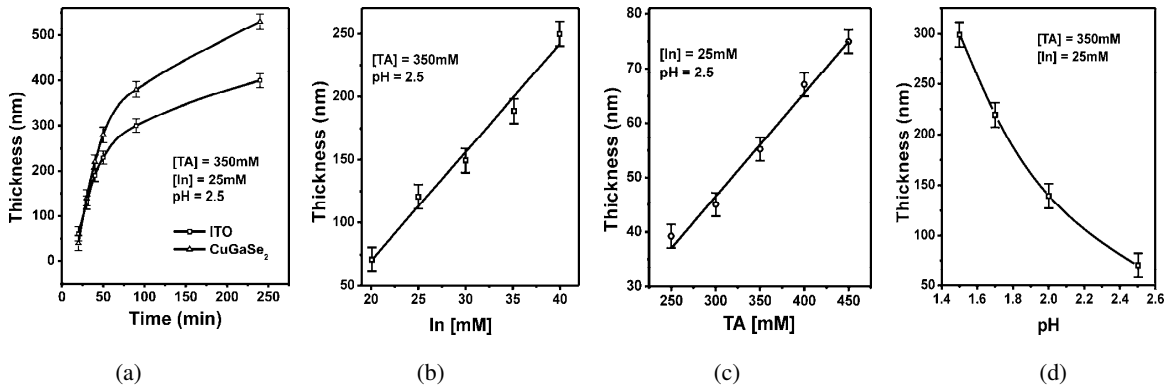 Thickness (nm)
500
400
300
200
100
0
[TA] = 350mM
[In] = 25mM
pH = 2.5
ITO
CuGaSe₂
0 50 100 150 200 250
Time (min)
(a)
Thickness (nm)
250
200
150
100
50
[TA] = 350mM
pH = 2.5
20 25 30 35 40
In [mM]
(b)
Thickness (nm)
80
70
60
50
40
30
[In] = 25mM
pH = 2.5
250 300 350 400 450
TA [mM]
(c)
Thickness (nm)
300
250
200
150
100
50
[TA] = 350mM
[In] = 25mM
1.4 1.6 1.8 2.0 2.2 2.4 2.6
pH
(d)